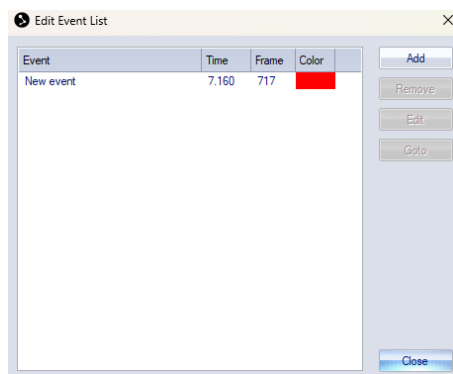 Edit Event List
Event Time Frame Color
New event 7.160 717
Add
Remove
Edit
Goto
Close